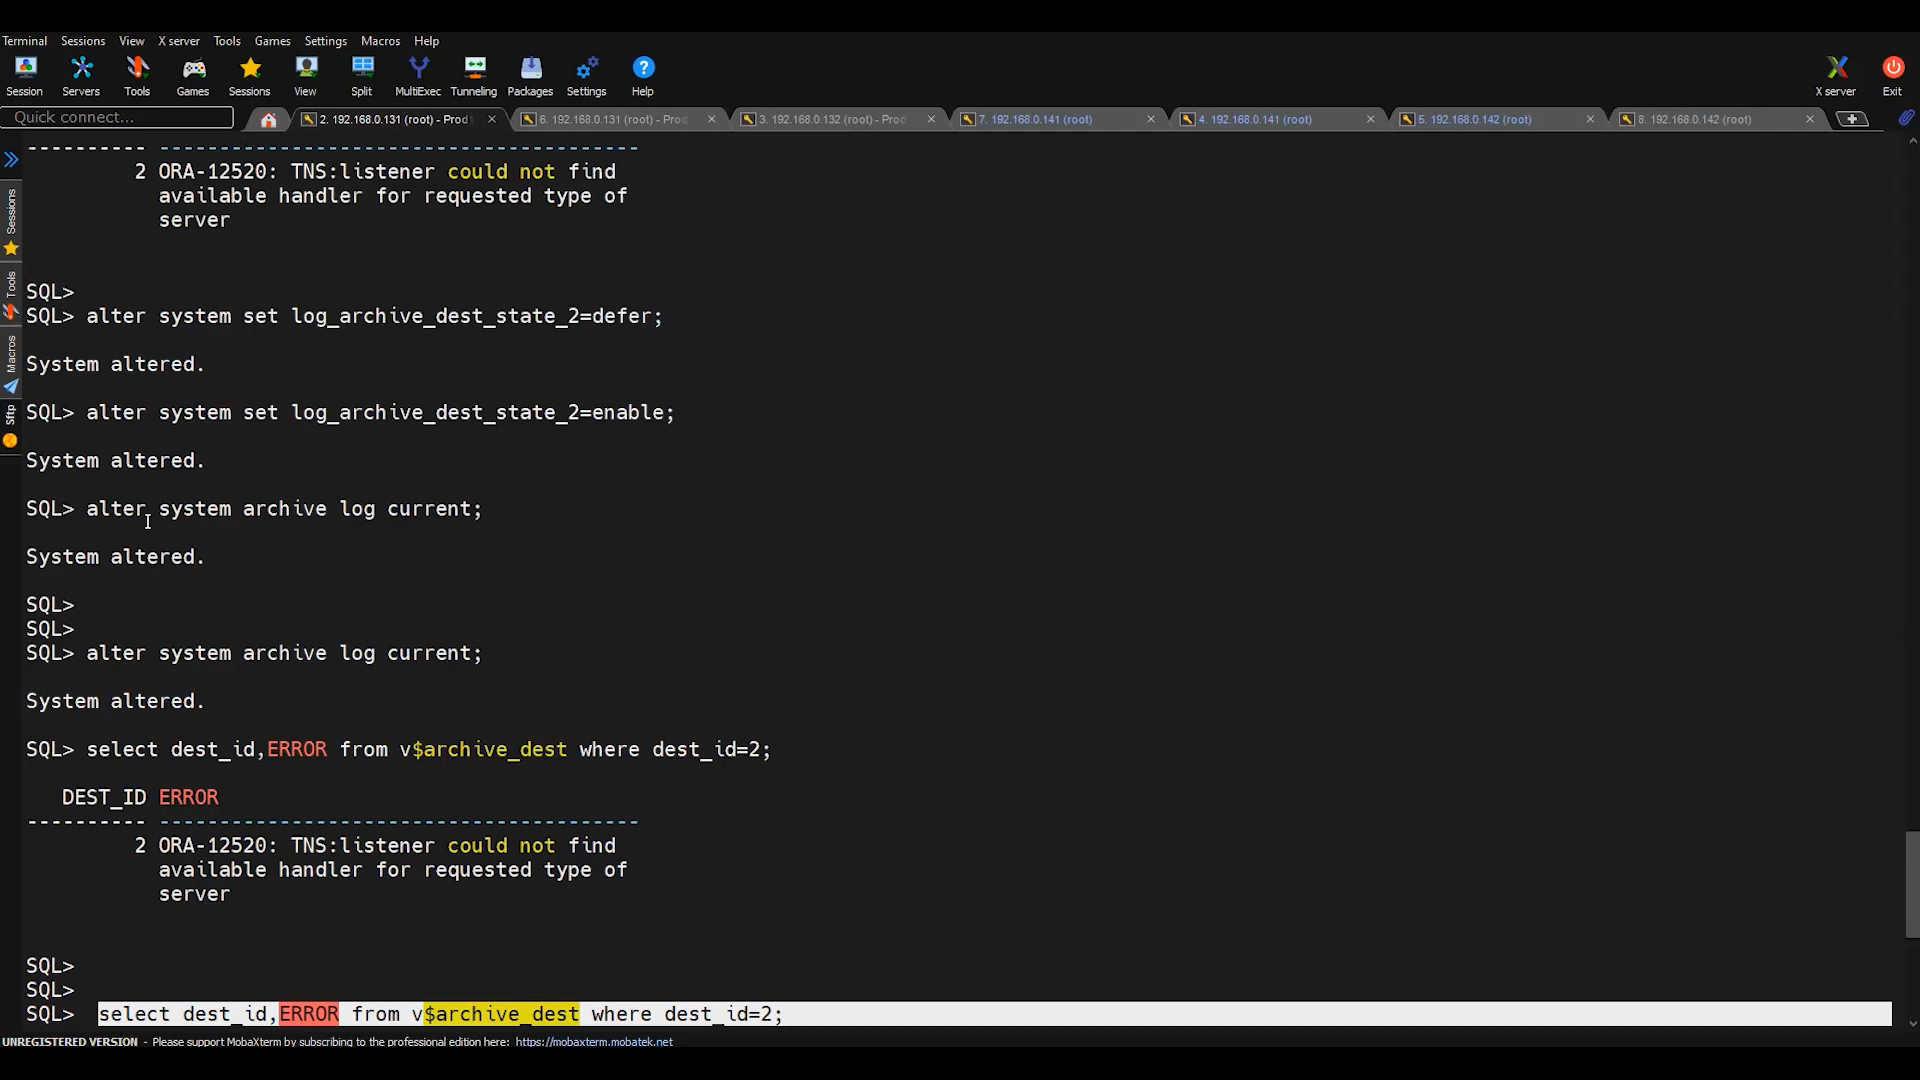 Terminal Sessions View X server Tools Games Settings Macros Help
Session Servers Tools Games Sessions View Split MultiExec Tunneling Packages Settings Help X server Exit
Quick connect... 2. 192.168.0.131 (root) - Prod 6. 192.168.0.131 (root) - Prod 3. 192.168.0.132 (root) - Prod 7. 192.168.0.141 (root) 4. 192.168.0.141 (root) 5. 192.168.0.142 (root) 8. 192.168.0.142 (root)
Sessions
Tools
Macros
Sftp
---------- ----------------------------------------
2 ORA-12520: TNS:listener could not find
available handler for requested type of
server
SQL>
SQL> alter system set log_archive_dest_state_2=defer;
System altered.
SQL> alter system set log_archive_dest_state_2=enable;
System altered.
SQL> alter system archive log current;
System altered.
SQL>
SQL>
SQL> alter system archive log current;
System altered.
SQL> select dest_id,ERROR from v$archive_dest where dest_id=2;
DEST_ID ERROR
---------- ----------------------------------------
2 ORA-12520: TNS:listener could not find
available handler for requested type of
server
SQL>
SQL>
SQL> select dest_id,ERROR from v$archive_dest where dest_id=2;
UNREGISTERED VERSION - Please support MobaXterm by subscribing to the professional edition here: https://mobaxterm.mobatek.net